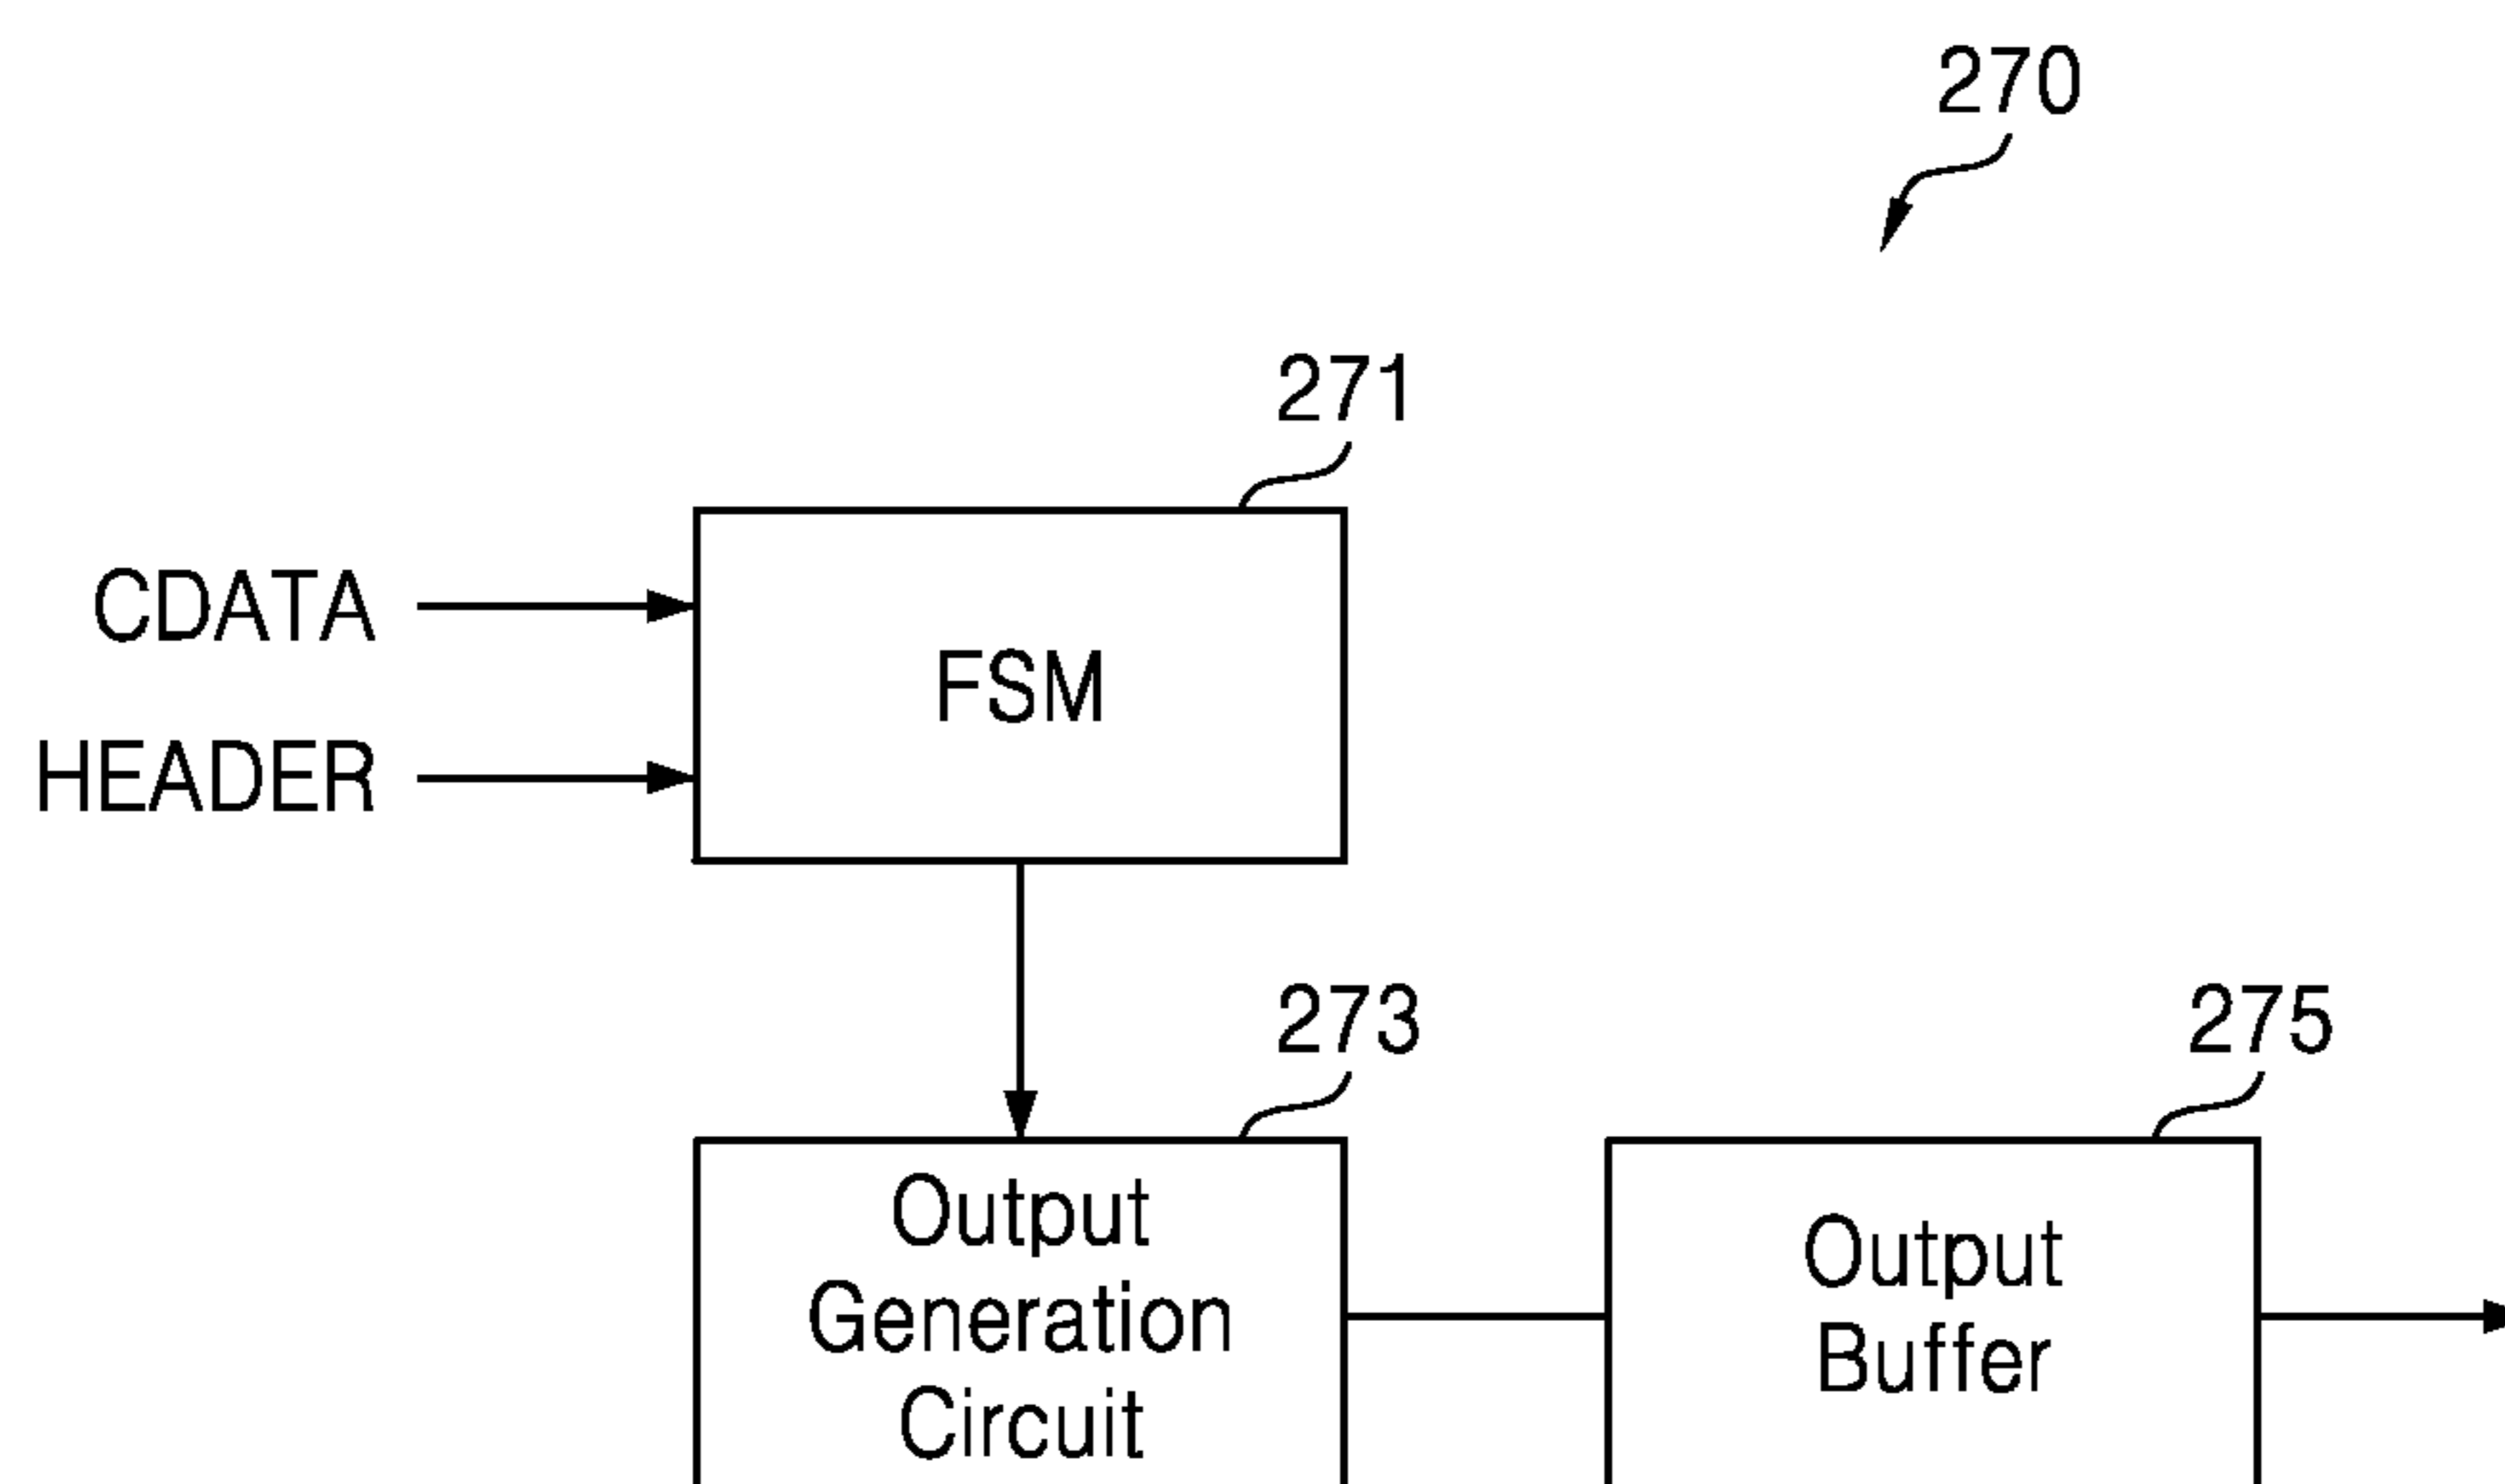 270
271
CDATA
FSM
HEADER
273
275
Output
Generation
Circuit
Output
Buffer